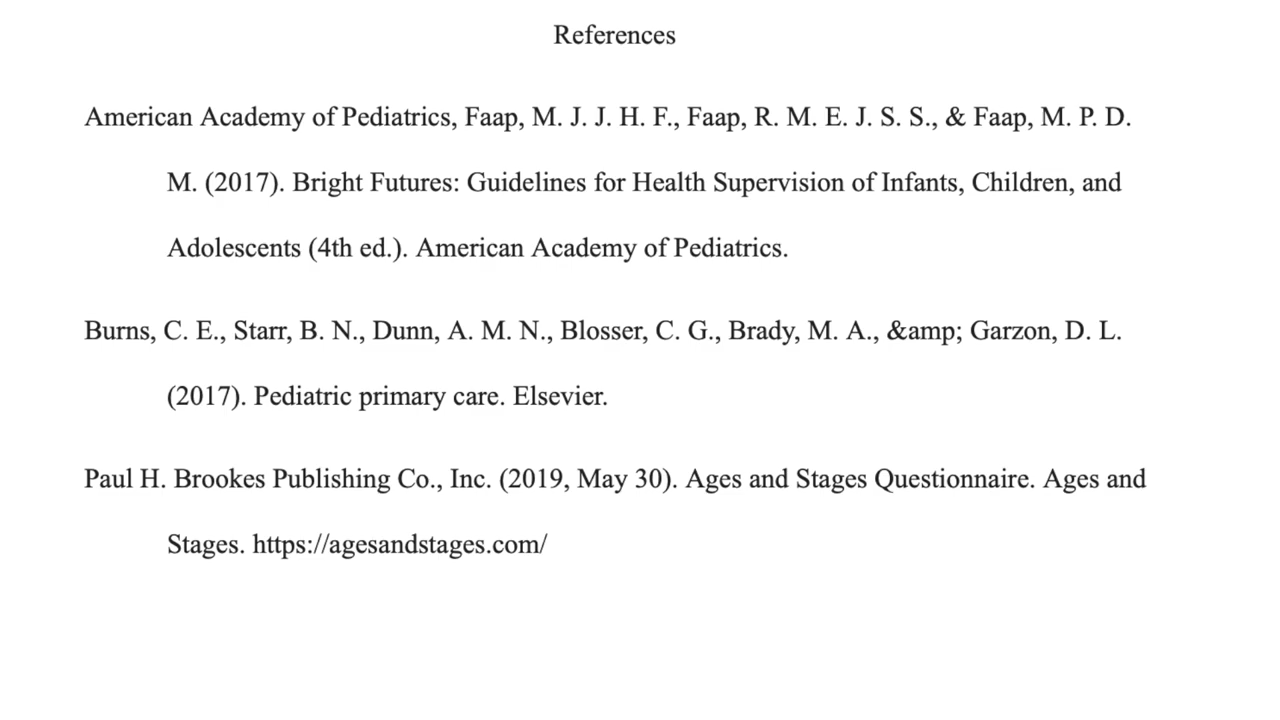 References
American Academy of Pediatrics, Faap, M. J. J. H. F., Faap, R. M. E. J. S. S., & Faap, M. P. D.
M. (2017). Bright Futures: Guidelines for Health Supervision of Infants, Children, and
Adolescents (4th ed.). American Academy of Pediatrics.
Burns, C. E., Starr, B. N., Dunn, A. M. N., Blosser, C. G., Brady, M. A., &amp; Garzon, D. L.
(2017). Pediatric primary care. Elsevier.
Paul H. Brookes Publishing Co., Inc. (2019, May 30). Ages and Stages Questionnaire. Ages and
Stages. https://agesandstages.com/